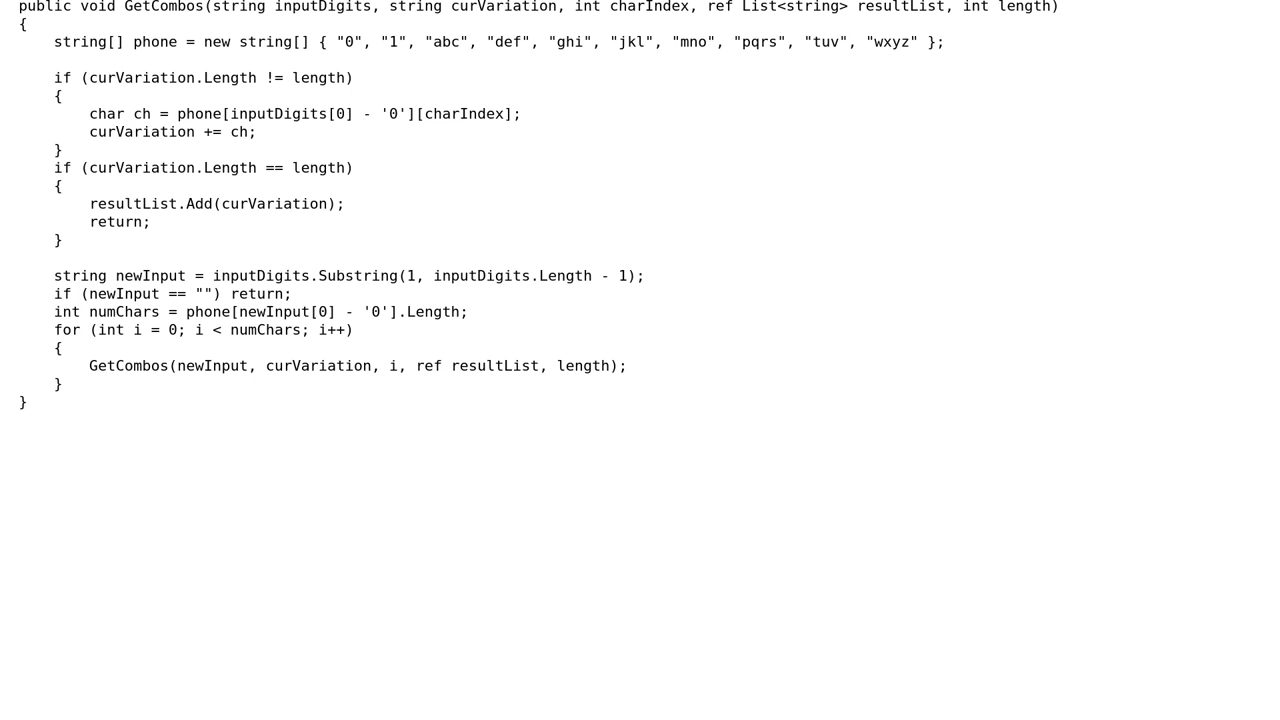 public void GetCombos(string inputDigits, string curVariation, int charIndex, ref List<string> resultList, int length)
{
    string[] phone = new string[] { "0", "1", "abc", "def", "ghi", "jkl", "mno", "pqrs", "tuv", "wxyz" };

    if (curVariation.Length != length)
    {
        char ch = phone[inputDigits[0] - '0'][charIndex];
        curVariation += ch;
    }
    if (curVariation.Length == length)
    {
        resultList.Add(curVariation);
        return;
    }

    string newInput = inputDigits.Substring(1, inputDigits.Length - 1);
    if (newInput == "") return;
    int numChars = phone[newInput[0] - '0'].Length;
    for (int i = 0; i < numChars; i++)
    {
        GetCombos(newInput, curVariation, i, ref resultList, length);
    }
}